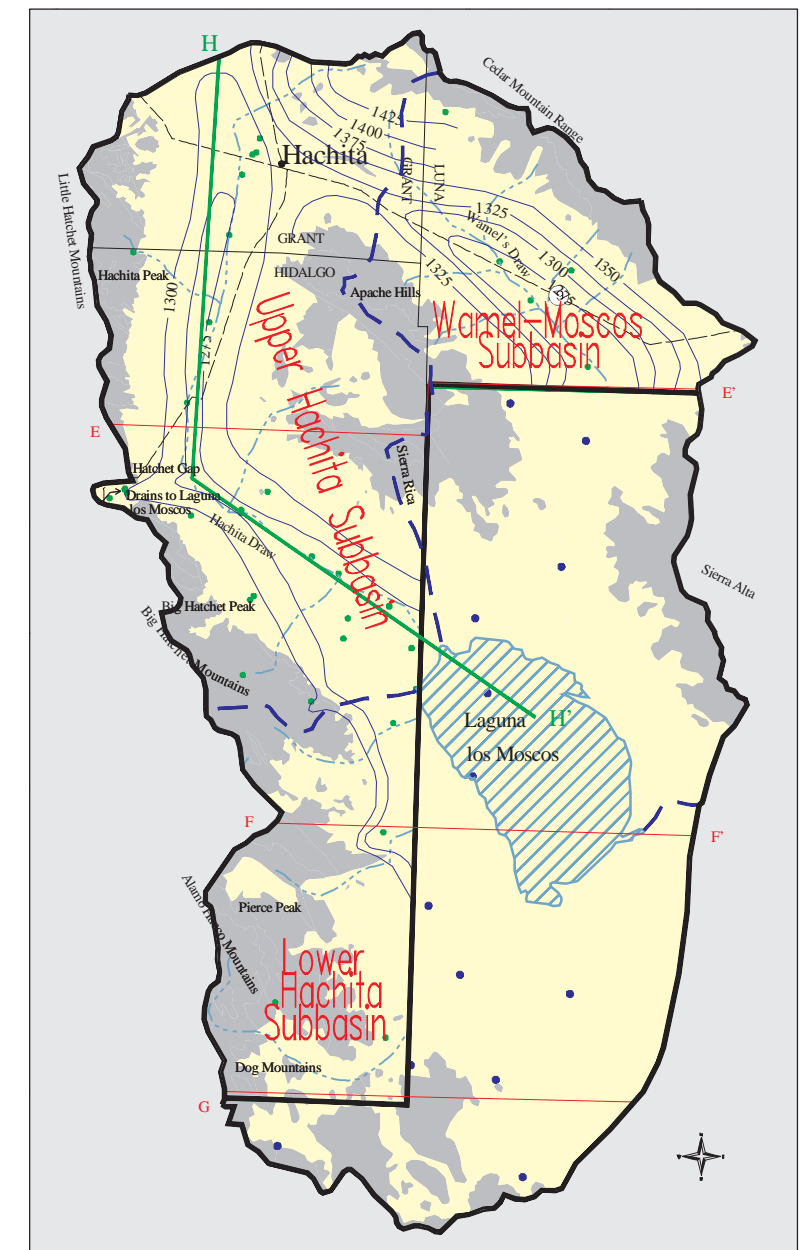 H
Cedar Mountain Range
1425
1400
1375
Hachita
GRANT
LUNA
Little Hatchet Mountains
1325
Wamel's Draw
GRANT
HIDALGO
Hachita Peak
1300
1325
1300
1350
1275
Apache Hills
Wamel-Moscos
Subbasin
Upper Hachita Subbasin
1275
E'
E
Sierra Rica
Hatchet Gap
Drains to Laguna
los Moscos
Hachita Draw
Sierra Alta
Big Hatchet Peak
Big Hatchet Mountains
Laguna
los Moscos
H'
F
F'
Alamo Hueco Mountains
Pierce Peak
Lower
Hachita
Subbasin
Dog Mountains
G